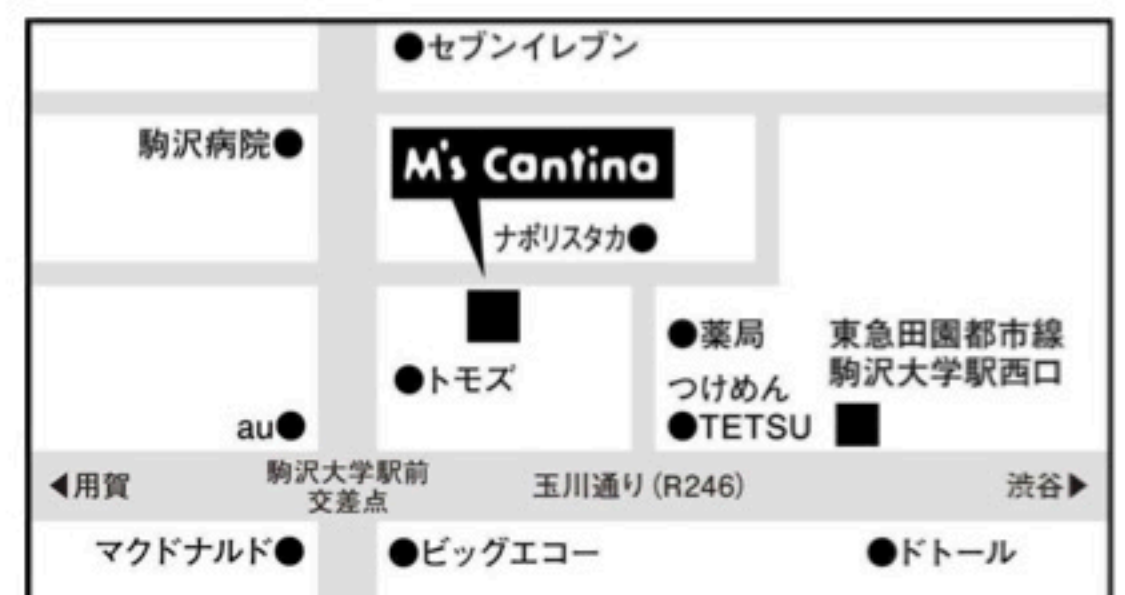 ●セブンイレブン
駒沢病院●
M's Cantina
ナポリスタカ●
●薬局
東急田園都市線
駒沢大学駅西口
●トモズ
つけめん
●TETSU
au●
◀用賀
駒沢大学駅前
交差点
玉川通り(R246)
渋谷▶
マクドナルド●
●ビッグエコー
●ドトール